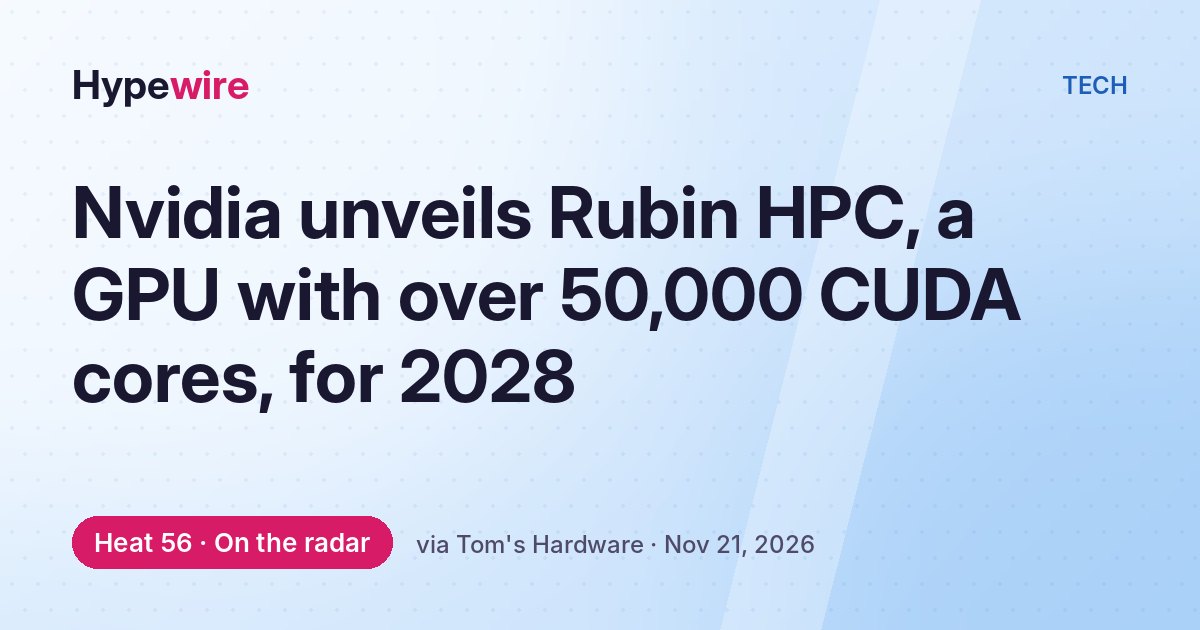 Hypewire
TECH
Nvidia unveils Rubin HPC, a
GPU with over 50,000 CUDA
cores, for 2028
Heat 56 · On the radar
via Tom's Hardware · Nov 21, 2026